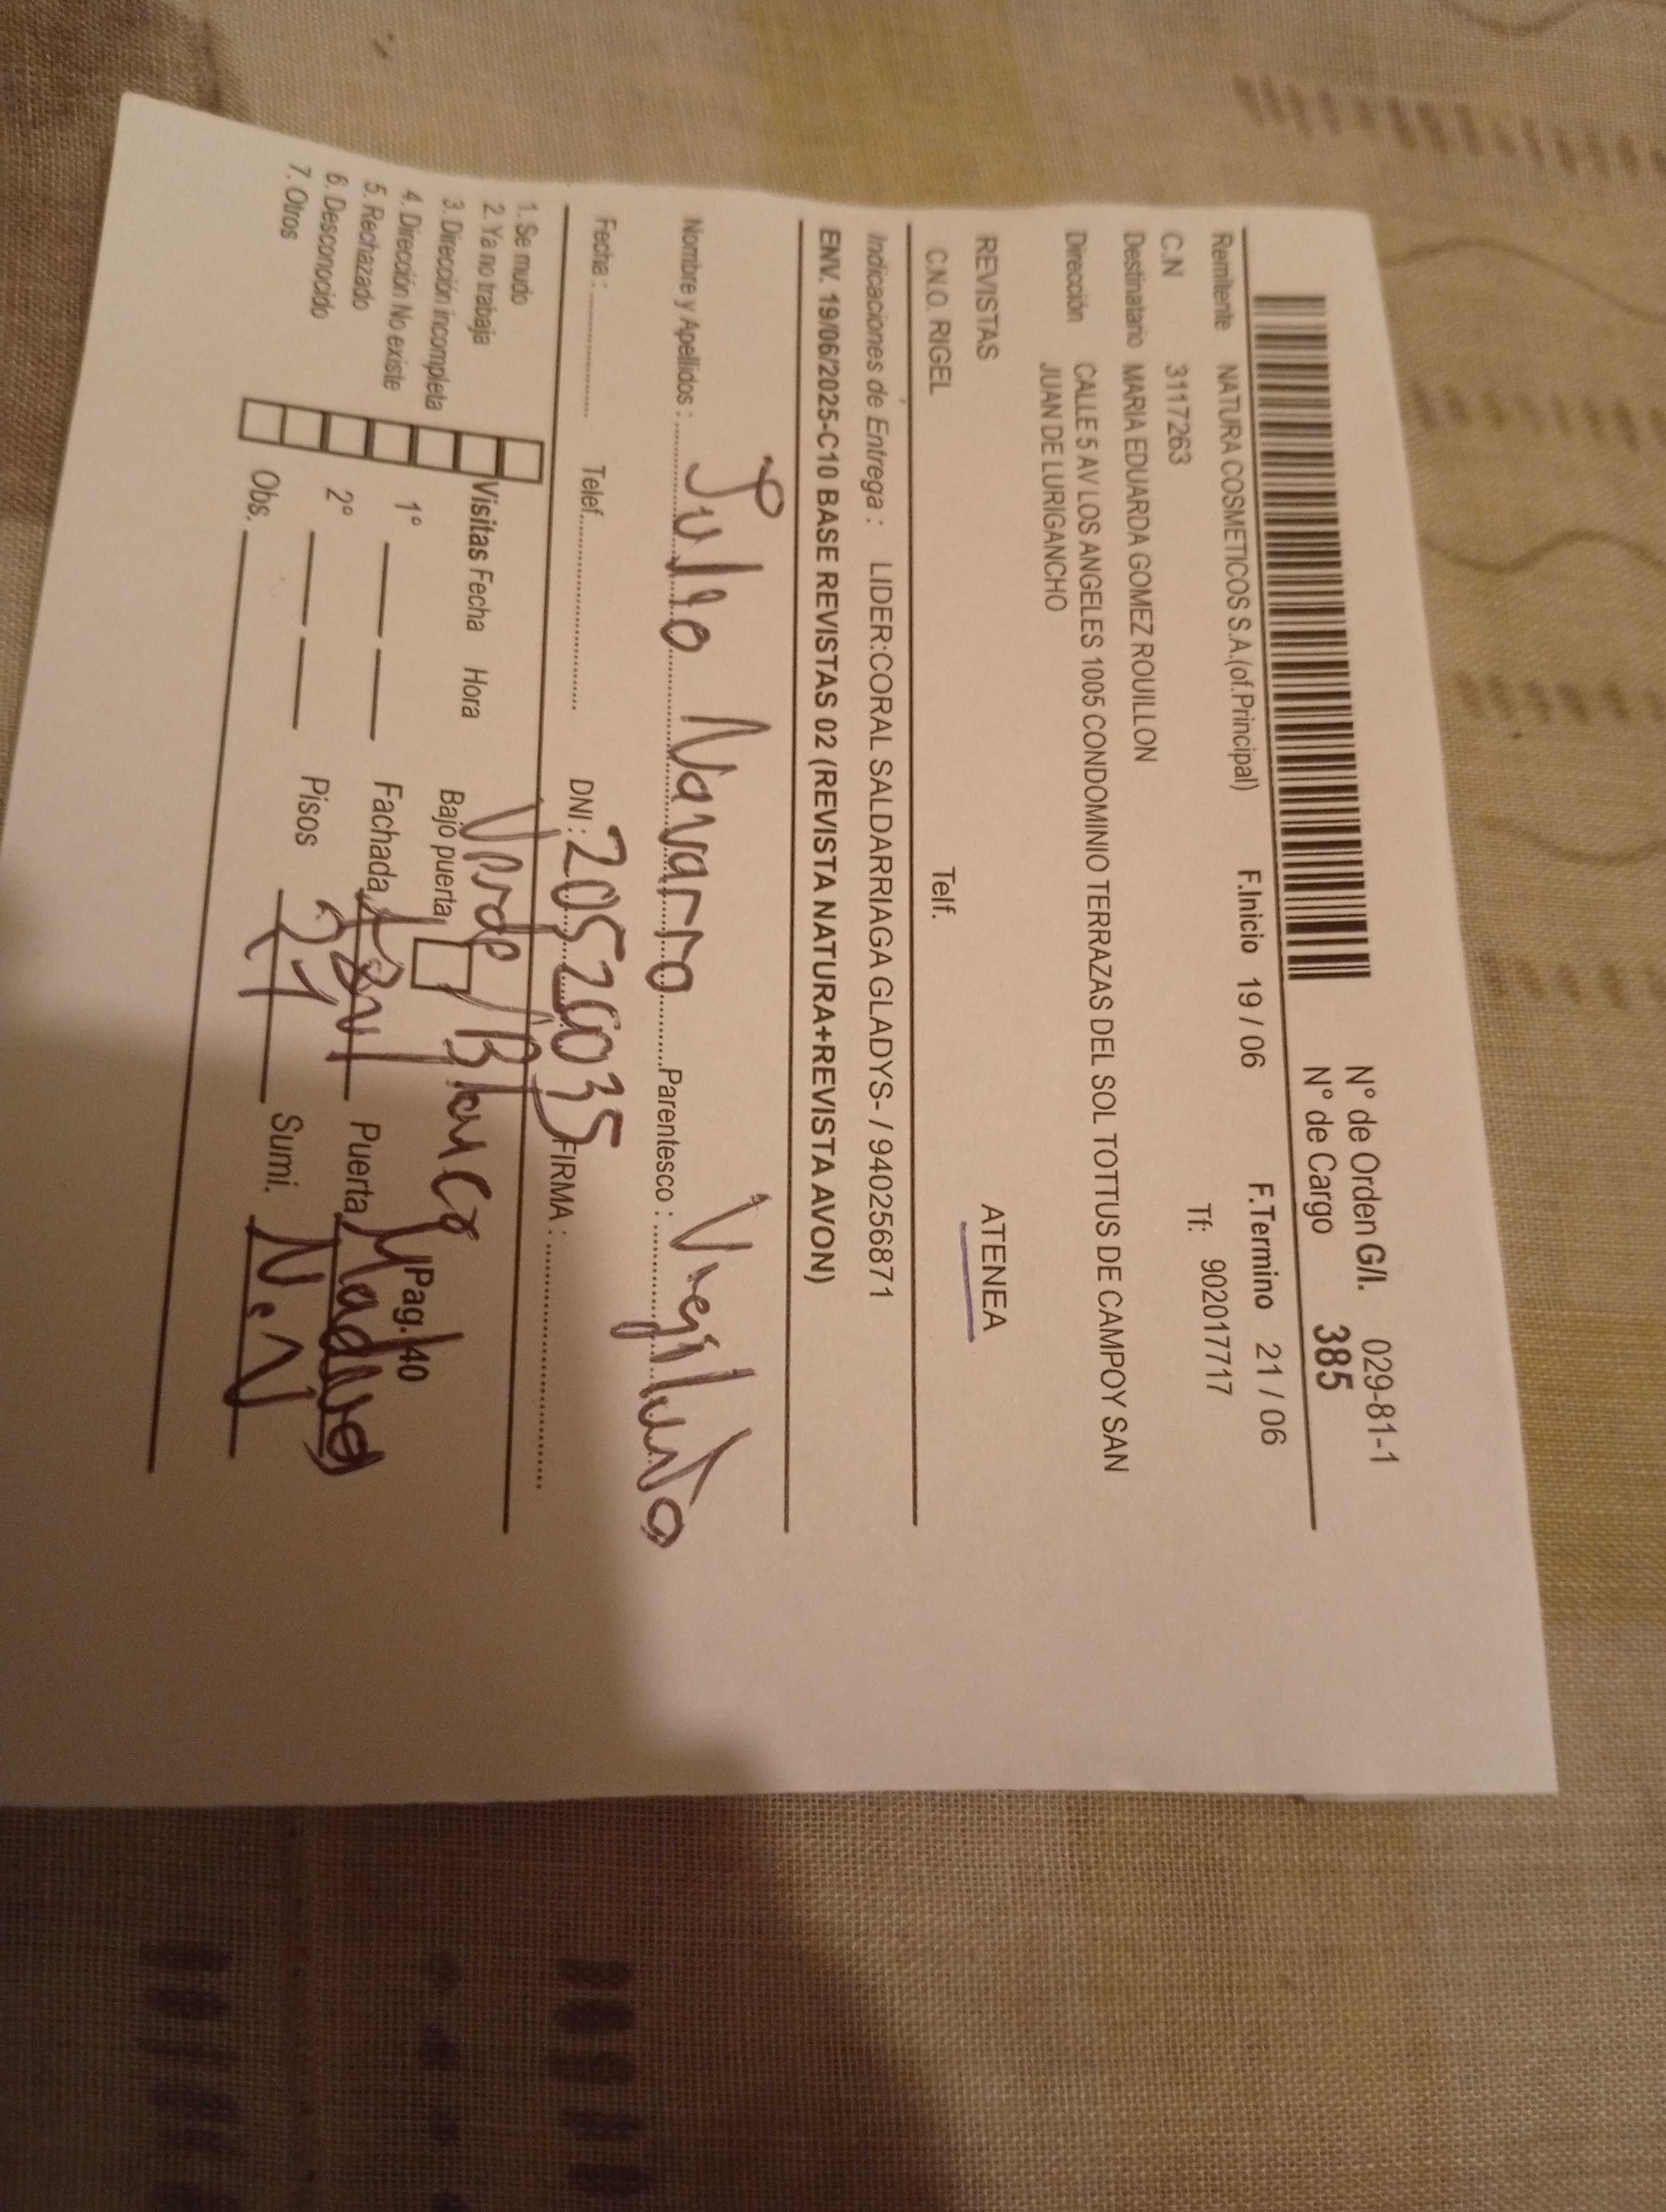 N° de Orden G/I. 029-81-1
N° de Cargo 385
F.Inicio 19 / 06 F.Termino 21 / 06
Remitente NATURA COSMETICOS S.A.(of.Principal)
C.N 3117263 Tf: 902017717
Destinatario MARIA EDUARDA GOMEZ ROUILLON
Dirección CALLE 5 AV LOS ANGELES 1005 CONDOMINIO TERRAZAS DEL SOL TOTTUS DE CAMPOY SAN
JUAN DE LURIGANCHO
REVISTAS ATENEA
C.N.O. RIGEL Telf.
Indicaciones de Entrega : LIDER:CORAL SALDARRIAGA GLADYS- / 940256871
ENV. 19/06/2025-C10 BASE REVISTAS 02 (REVISTA NATURA+REVISTA AVON)
Nombre y Apellidos : Julio Navarro Parentesco : Vigilante
Fecha : Telef. DNI : 20520035 FIRMA :
Verde / Blanco
1. Se mudo
2. Ya no trabaja Visitas Fecha Hora Bajo puerta Pag. 40
3. Dirección incompleta
4. Dirección No existe 1° Fachada Puerta Madera
5. Rechazado
6. Desconocido 2° Pisos 21 Sumi. N.N
7. Otros Obs.